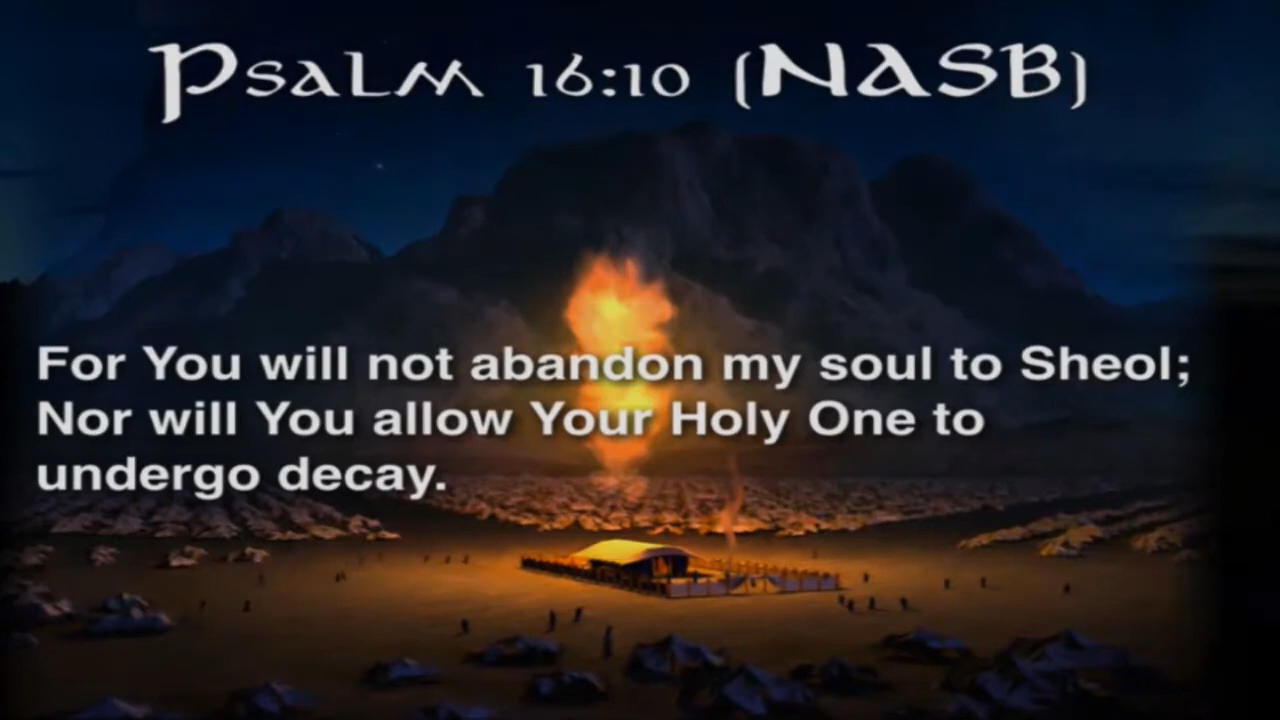 Psalm 16:10 (NASB)
For You will not abandon my soul to Sheol;
Nor will You allow Your Holy One to
undergo decay.